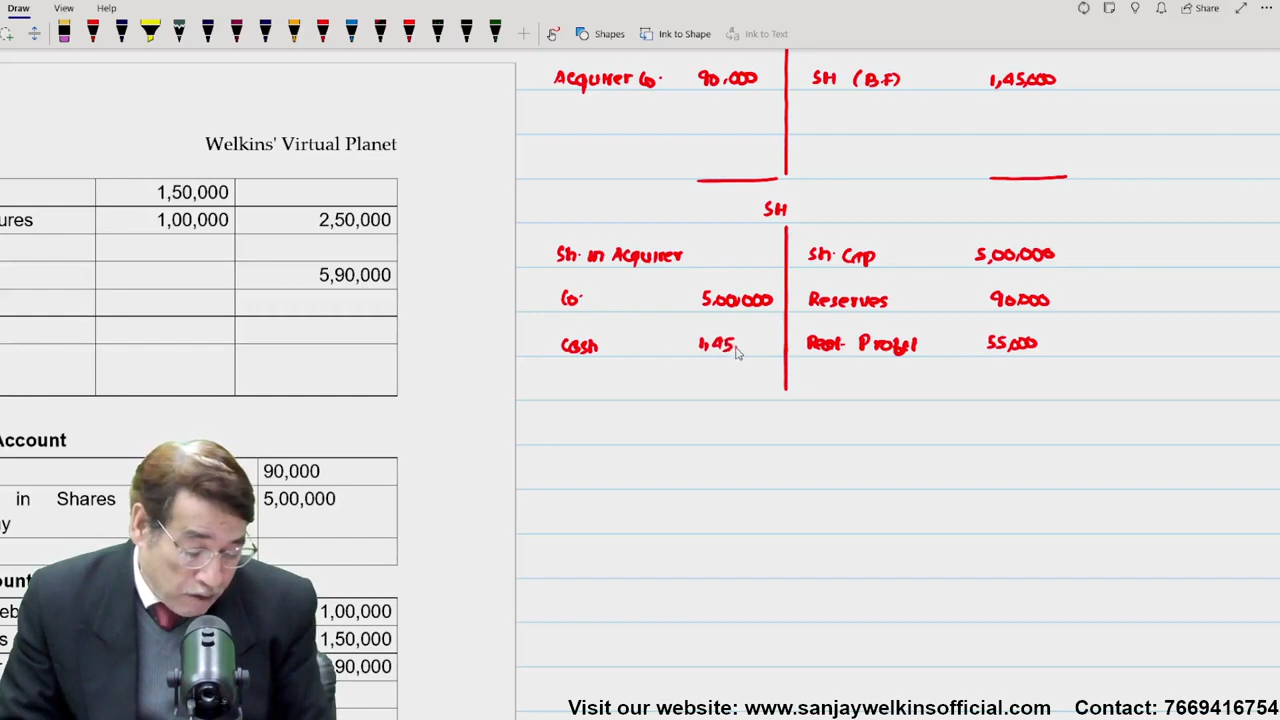 Draw View Help
Share
Shapes Ink to Shape Ink to Text
Welkins' Virtual Planet
1,50,000
ures 1,00,000 2,50,000
5,90,000
Account
90,000
in Shares 5,00,000
y
oun
eb 1,00,000
s 1,50,000
90,000
Acquirer Co. 90,000 SH (B.F) 1,45,000
SH
Sh. in Acquirer Sh. Cap 5,00,000
Co. 5,00,000 Reserves 90,000
Cash 1,45, Profit 55,000
Visit our website: www.sanjaywelkinsofficial.com Contact: 7669416754